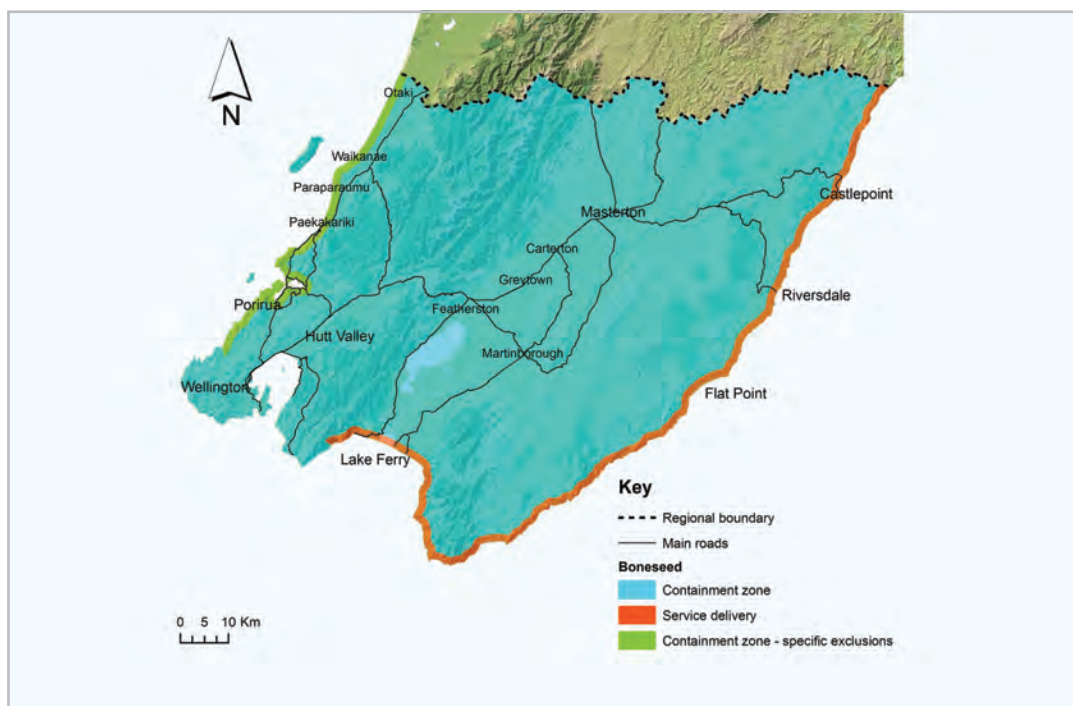 N
Otaki
Waikanae
Paraparaumu
Paekakariki
Porirua
Hutt Valley
Wellington
Masterton
Castlepoint
Carterton
Greytown
Featherston
Riversdale
Martinborough
Flat Point
Lake Ferry
Key
Regional boundary
Main roads
Boneseed
Containment zone
Service delivery
Containment zone - specific exclusions
0 5 10 Km